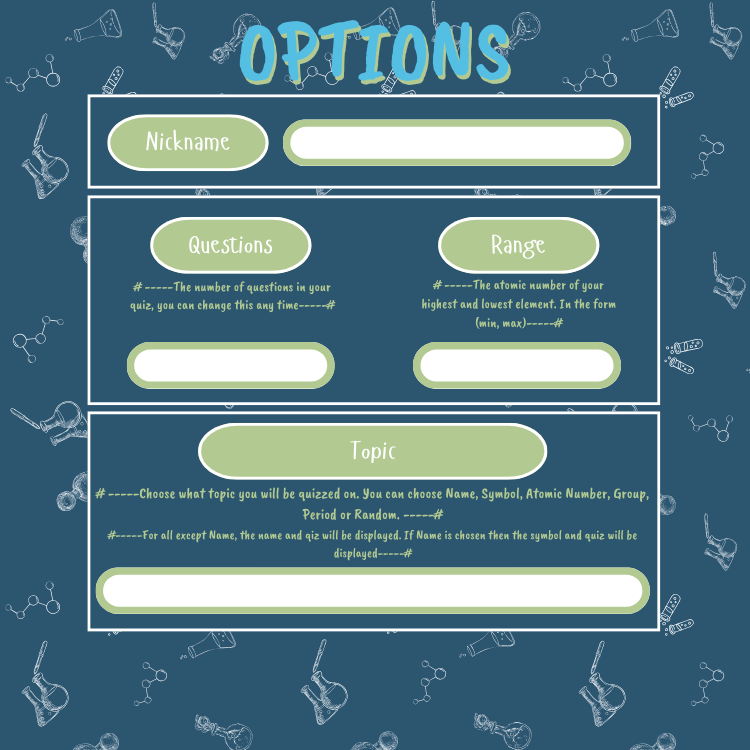 OPTIONS
Nickname
Questions
# -----The number of questions in your
quiz, you can change this any time-----#
Range
# -----The atomic number of your
highest and lowest element. In the form
(min, max)-----#
Topic
# -----Choose what topic you will be quizzed on. You can choose Name, Symbol, Atomic Number, Group,
Period or Random. -----#
#-----For all except Name, the name and qiz will be displayed. If Name is chosen then the symbol and quiz will be
displayed-----#